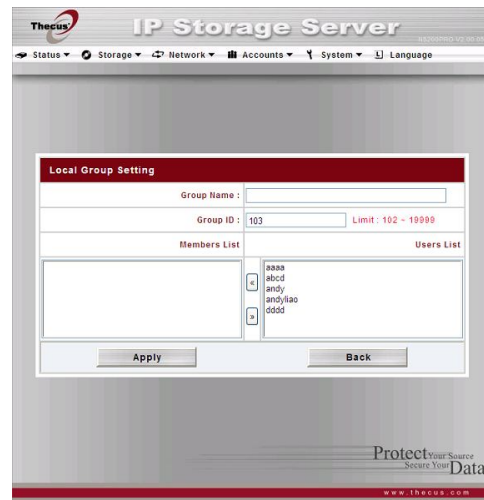 Thecus
IP Storage Server
Status Storage Network Accounts System Language
Local Group Setting
Group Name :
Group ID : 103 Limit : 102 - 19999
Members List Users List
«
»
aaaa
abcd
andy
andyliao
dddd
Apply Back
Protect Your Source
Secure Your Data
www.thecus.com